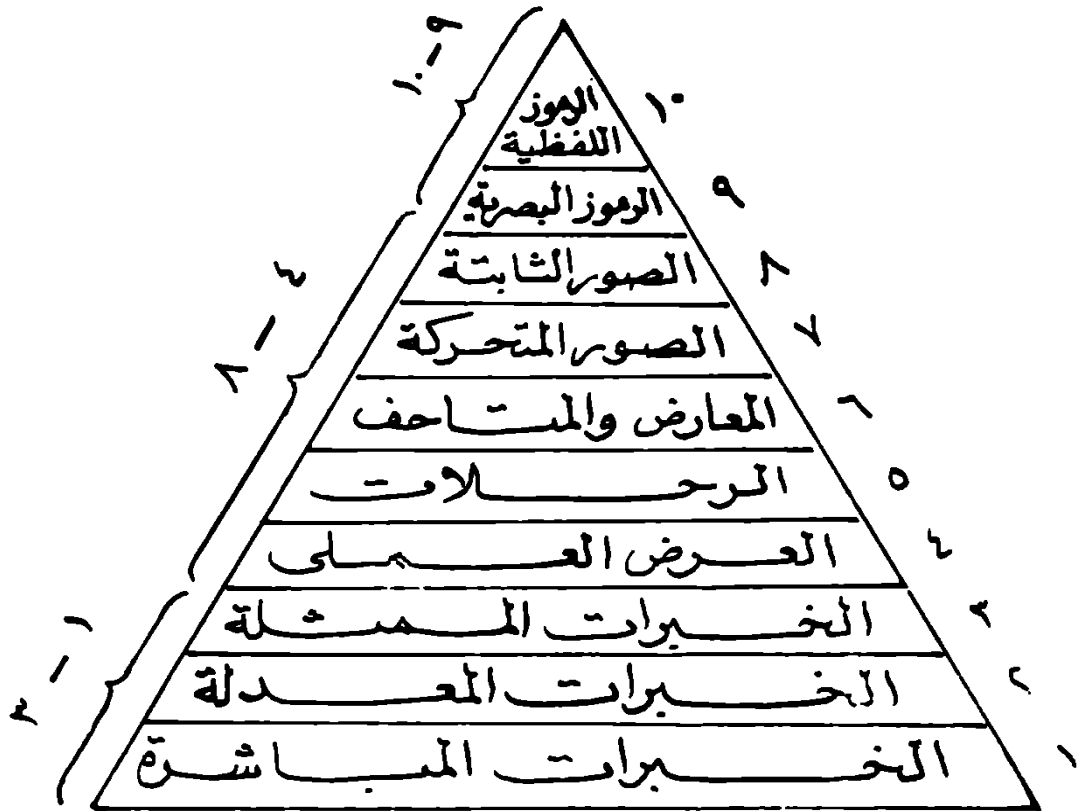 ٩-١٠
الرموز
اللفظية
١٠
الرموز البصرية
٩
الصور الثابتة
٨
٤ - ٨
الصور المتحركة
٧
المعارض والمتاحف
٦
الرحلات
٥
العرض العملى
٤
الخبرات الممثلة
٣
١ - ٣
الخبرات المعدلة
٢
الخبرات المباشرة
١